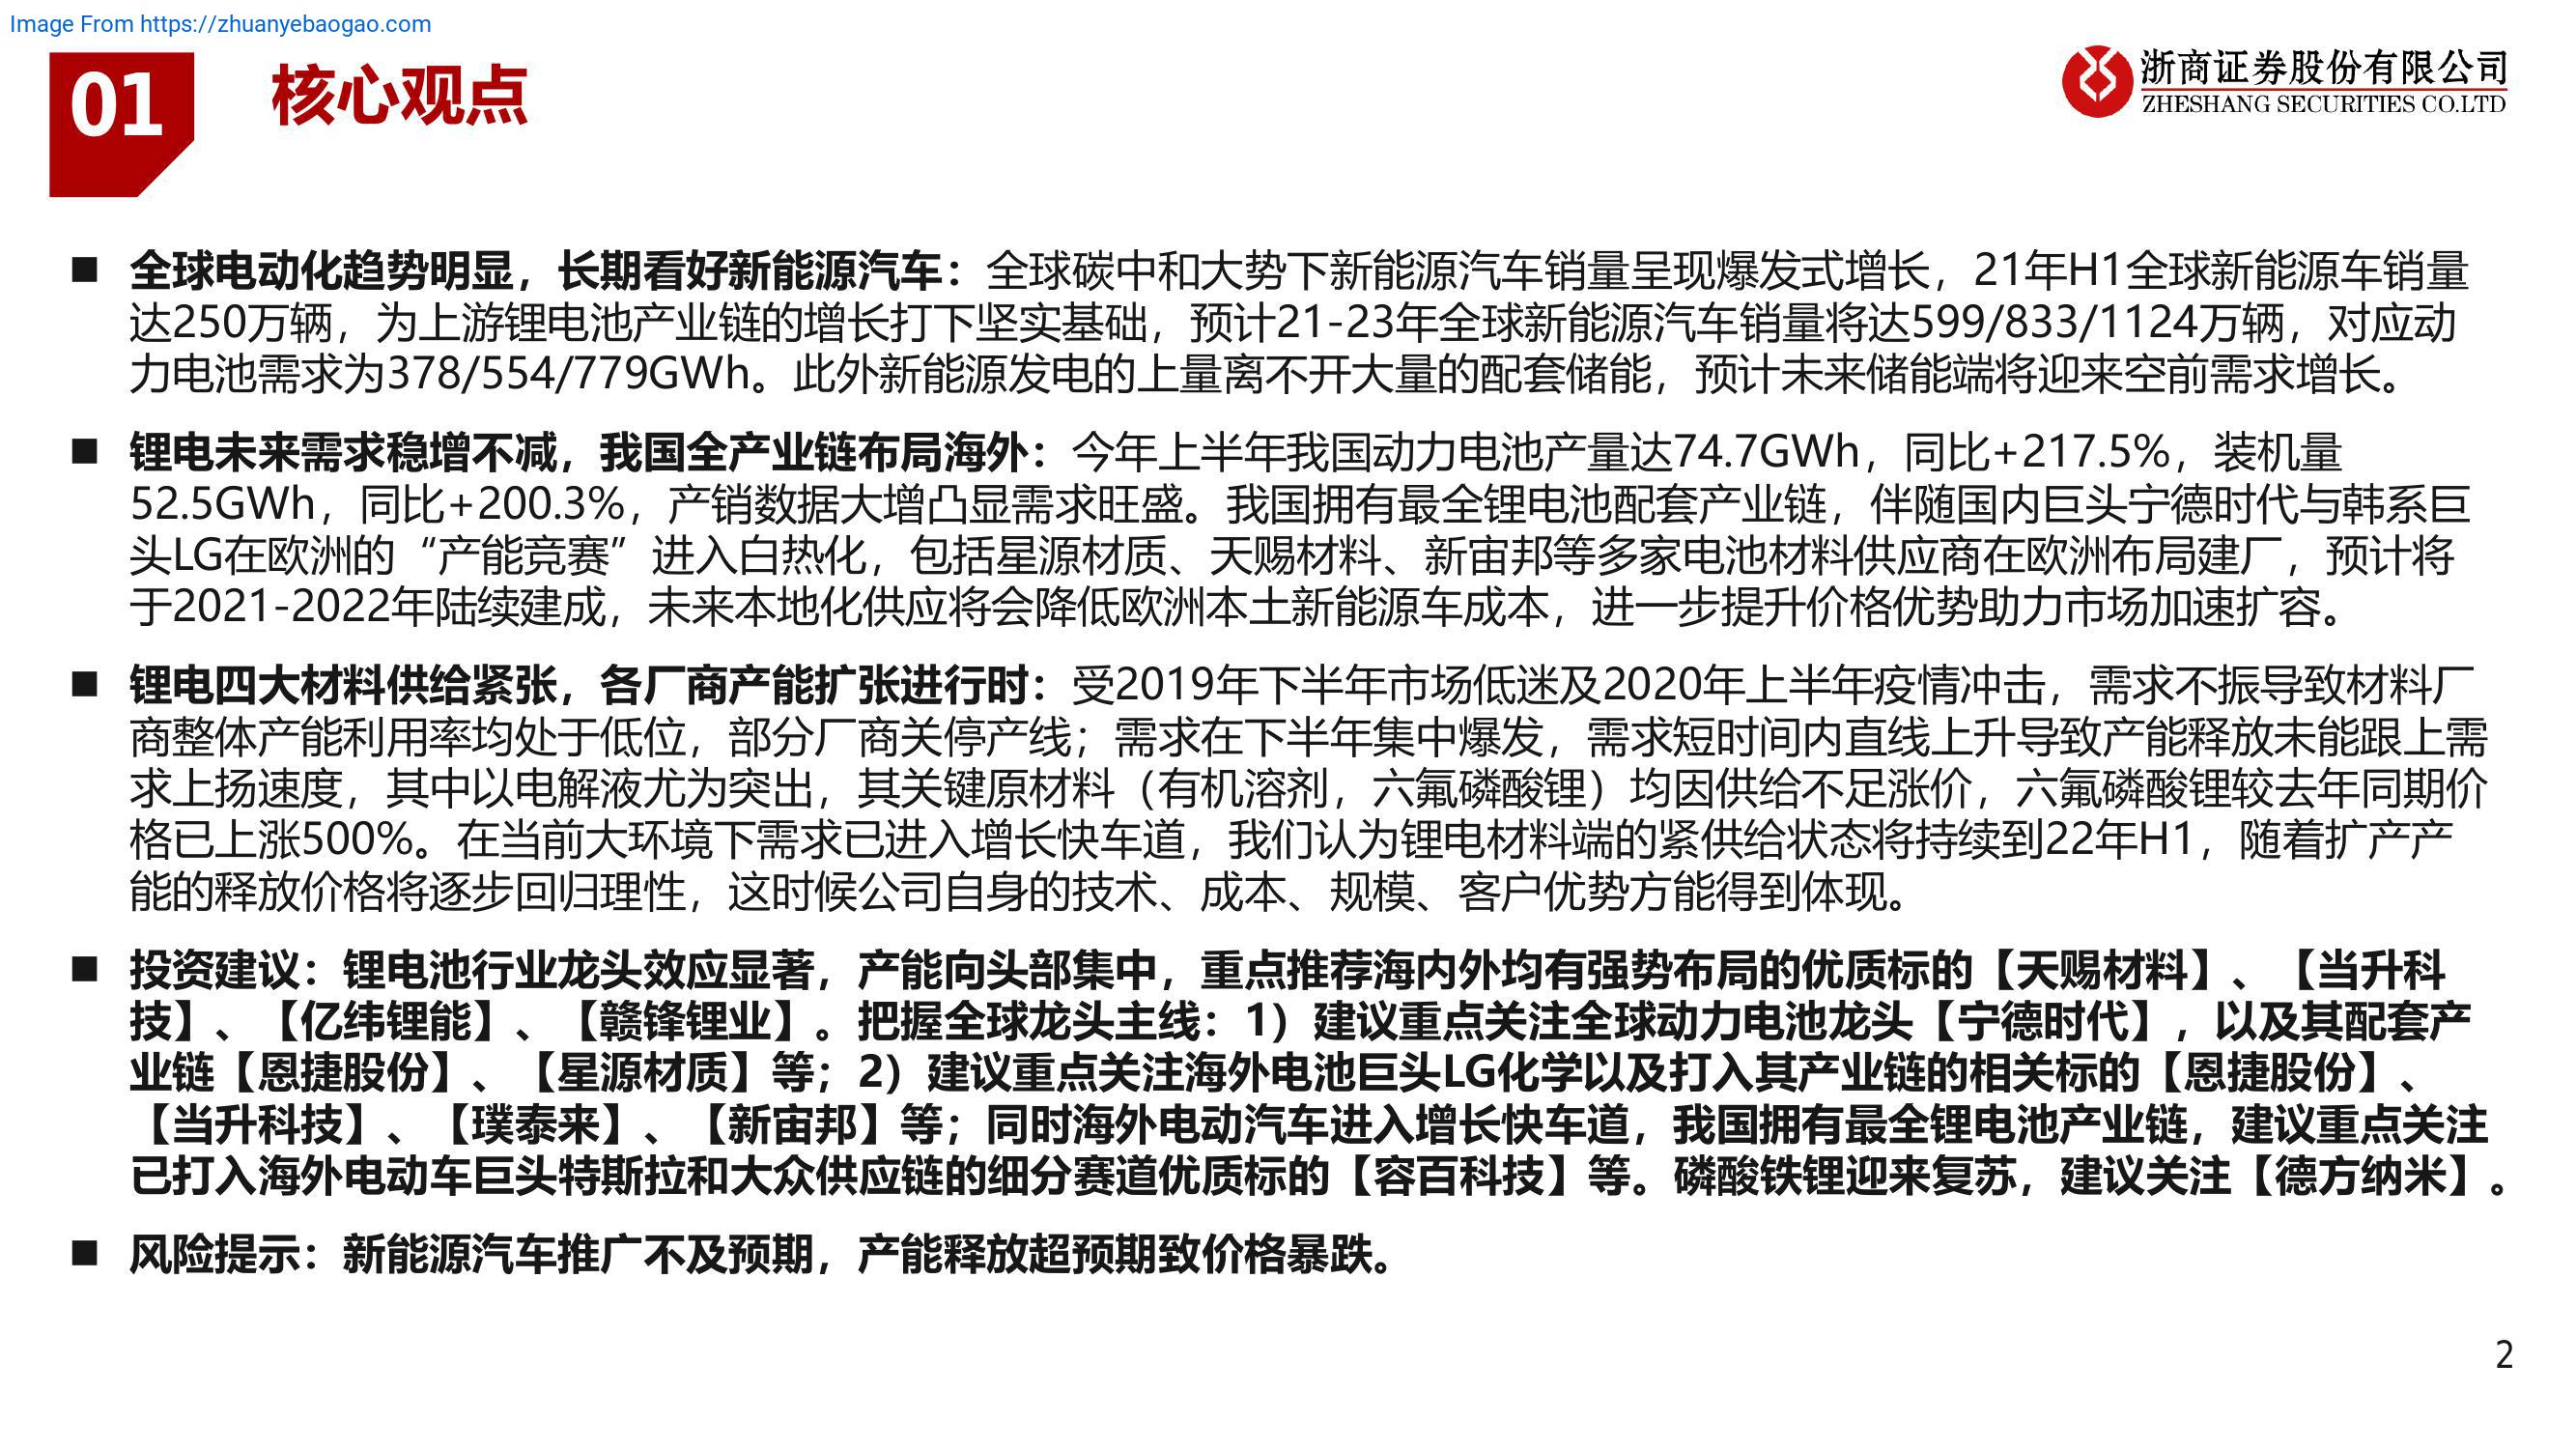 Image From https://zhuanyebaogao.com
01
核心观点
浙商证券股份有限公司
ZHESHANG SECURITIES CO.LTD
■ 全球电动化趋势明显，长期看好新能源汽车：全球碳中和大势下新能源汽车销量呈现爆发式增长，21年H1全球新能源车销量
达250万辆，为上游锂电池产业链的增长打下坚实基础，预计21-23年全球新能源汽车销量将达599/833/1124万辆，对应动
力电池需求为378/554/779GWh。此外新能源发电的上量离不开大量的配套储能，预计未来储能端将迎来空前需求增长。
■ 锂电未来需求稳增不减，我国全产业链布局海外：今年上半年我国动力电池产量达74.7GWh，同比+217.5%，装机量
52.5GWh，同比+200.3%，产销数据大增凸显需求旺盛。我国拥有最全锂电池配套产业链，伴随国内巨头宁德时代与韩系巨
头LG在欧洲的“产能竞赛”进入白热化，包括星源材质、天赐材料、新宙邦等多家电池材料供应商在欧洲布局建厂，预计将
于2021-2022年陆续建成，未来本地化供应将会降低欧洲本土新能源车成本，进一步提升价格优势助力市场加速扩容。
■ 锂电四大材料供给紧张，各厂商产能扩张进行时：受2019年下半年市场低迷及2020年上半年疫情冲击，需求不振导致材料厂
商整体产能利用率均处于低位，部分厂商关停产线；需求在下半年集中爆发，需求短时间内直线上升导致产能释放未能跟上需
求上扬速度，其中以电解液尤为突出，其关键原材料（有机溶剂，六氟磷酸锂）均因供给不足涨价，六氟磷酸锂较去年同期价
格已上涨500%。在当前大环境下需求已进入增长快车道，我们认为锂电材料端的紧供给状态将持续到22年H1，随着扩产产
能的释放价格将逐步回归理性，这时候公司自身的技术、成本、规模、客户优势方能得到体现。
■ 投资建议：锂电池行业龙头效应显著，产能向头部集中，重点推荐海内外均有强势布局的优质标的【天赐材料】、【当升科
技】、【亿纬锂能】、【赣锋锂业】。把握全球龙头主线：1）建议重点关注全球动力电池龙头【宁德时代】，以及其配套产
业链【恩捷股份】、【星源材质】等；2）建议重点关注海外电池巨头LG化学以及打入其产业链的相关标的【恩捷股份】、
【当升科技】、【璞泰来】、【新宙邦】等；同时海外电动汽车进入增长快车道，我国拥有最全锂电池产业链，建议重点关注
已打入海外电动车巨头特斯拉和大众供应链的细分赛道优质标的【容百科技】等。磷酸铁锂迎来复苏，建议关注【德方纳米】。
■ 风险提示：新能源汽车推广不及预期，产能释放超预期致价格暴跌。
2